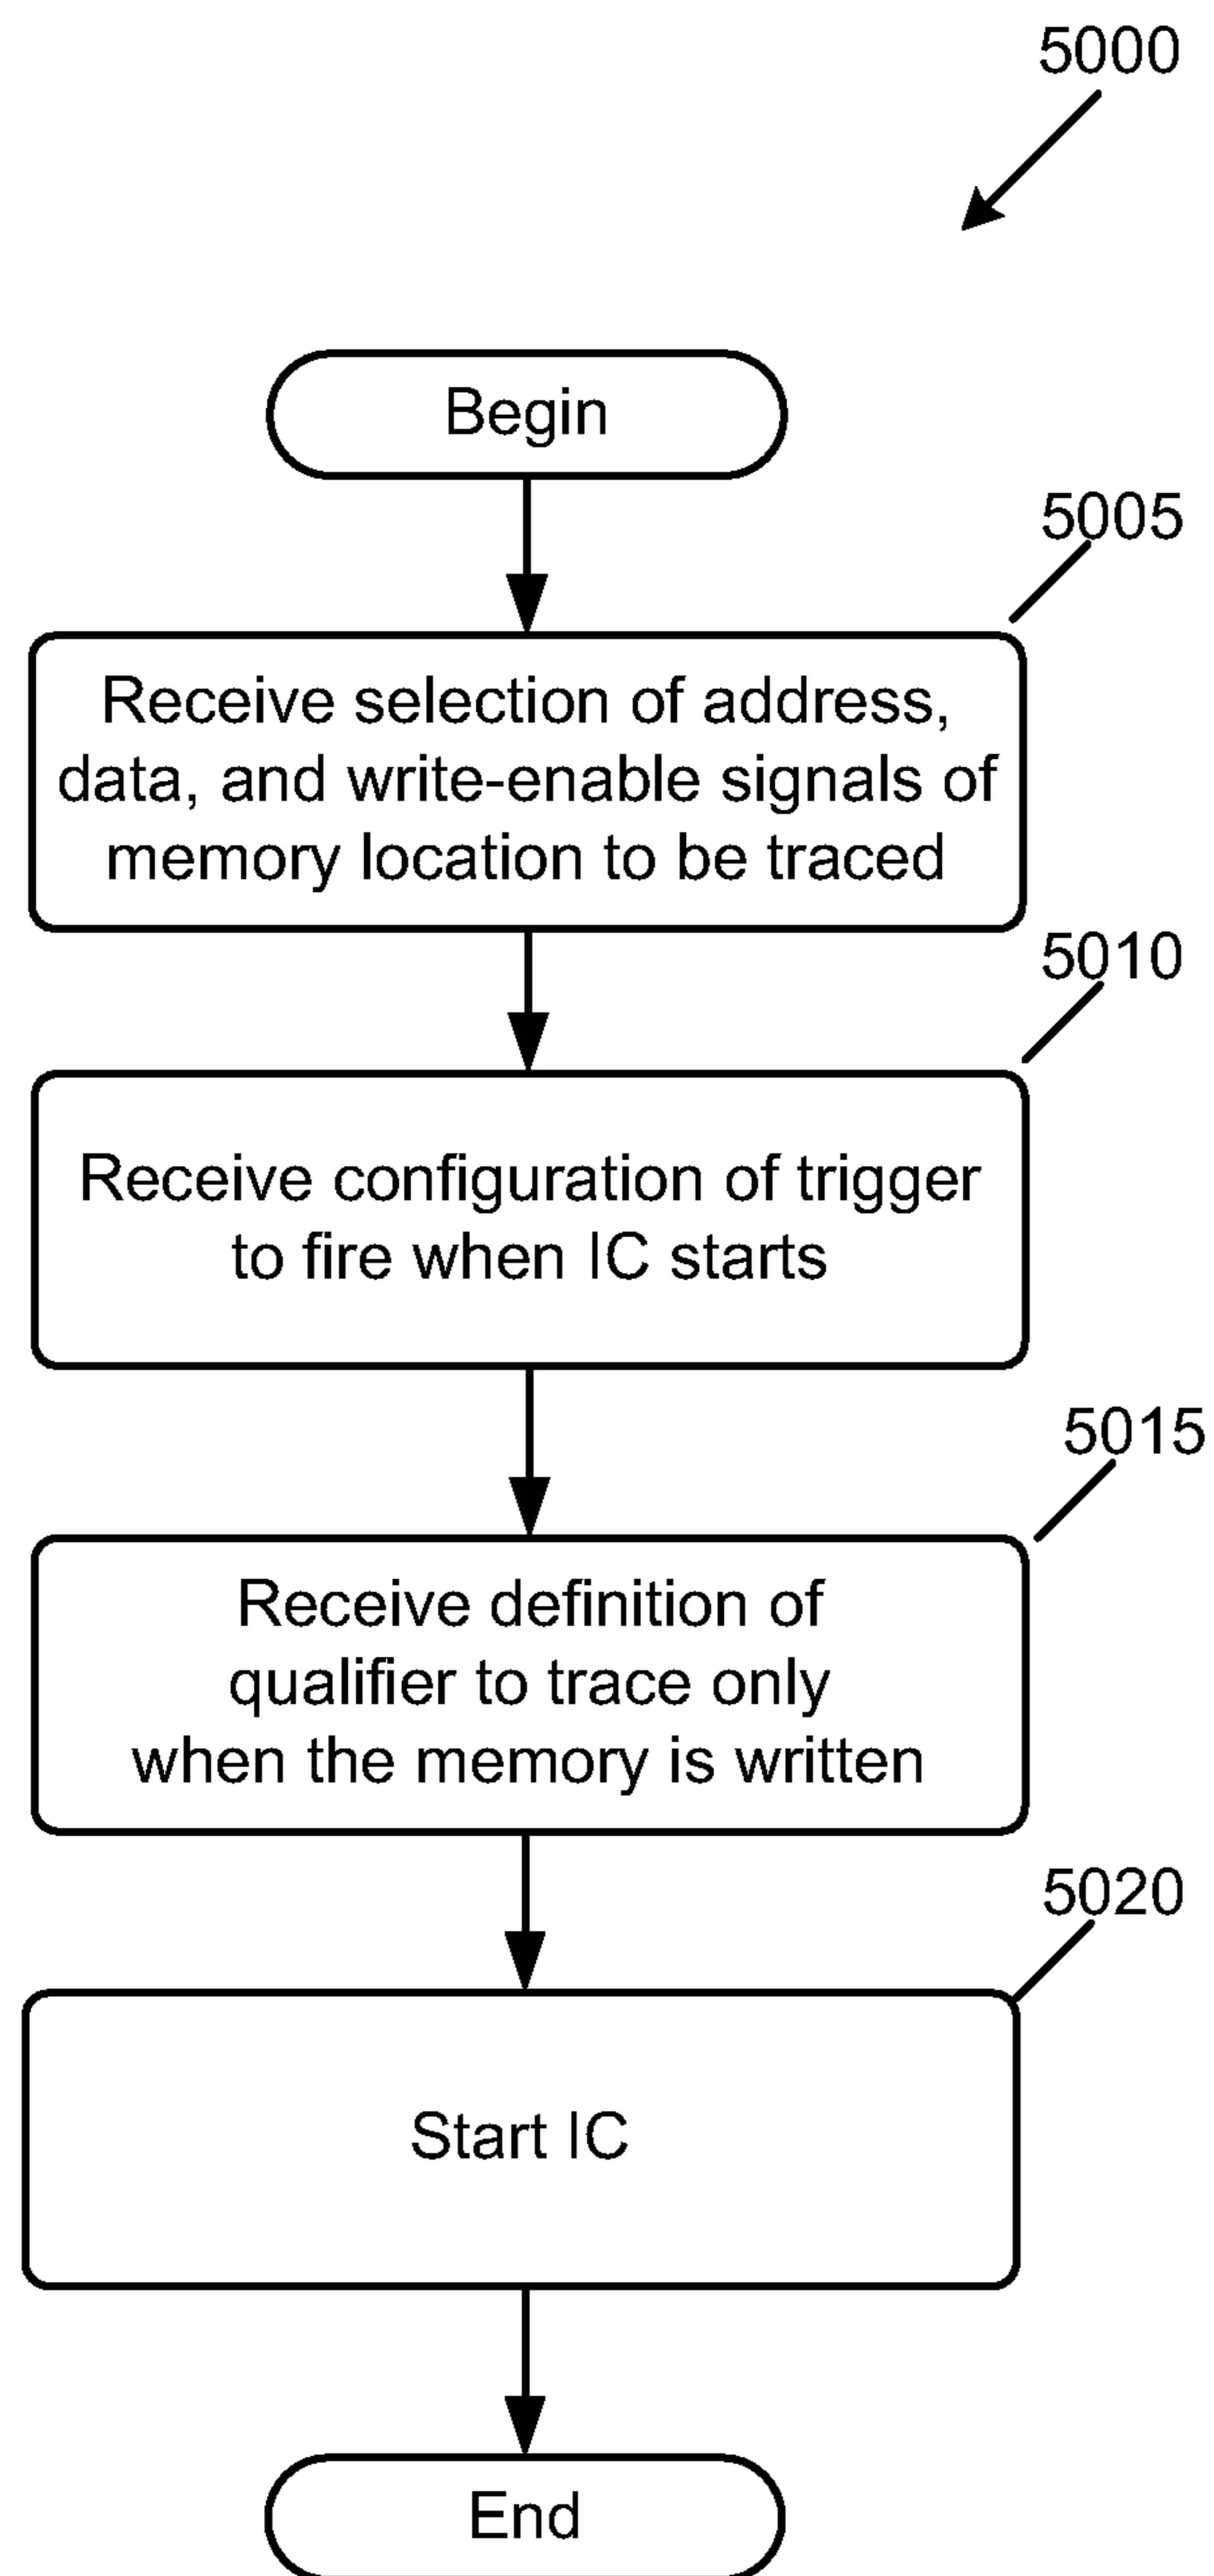 5000
Begin
5005
Receive selection of address,
data, and write-enable signals of
memory location to be traced
5010
Receive configuration of trigger
to fire when IC starts
5015
Receive definition of
qualifier to trace only
when the memory is written
5020
Start IC
End